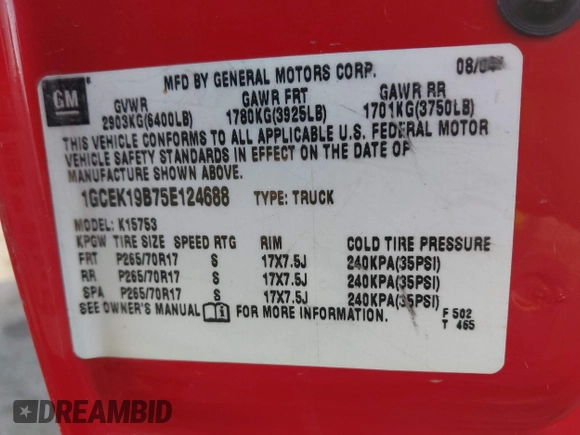 GM
MFD BY GENERAL MOTORS CORP. 08/04
GVWR GAWR FRT GAWR RR
2903KG(6400LB) 1780KG(3925LB) 1701KG(3750LB)
THIS VEHICLE CONFORMS TO ALL APPLICABLE U.S. FEDERAL MOTOR
VEHICLE SAFETY STANDARDS IN EFFECT ON THE DATE OF
MANUFACTURE SHOWN ABOVE.
1GCEK19B75E124688 TYPE: TRUCK
MODEL: K15753
KPGW TIRE SIZE SPEED RTG RIM COLD TIRE PRESSURE
FRT P265/70R17 S 17X7.5J 240KPA(35PSI)
RR P265/70R17 S 17X7.5J 240KPA(35PSI)
SPA P265/70R17 S 17X7.5J 240KPA(35PSI)
SEE OWNER'S MANUAL FOR MORE INFORMATION.
F 502
T 465
DREAMBID